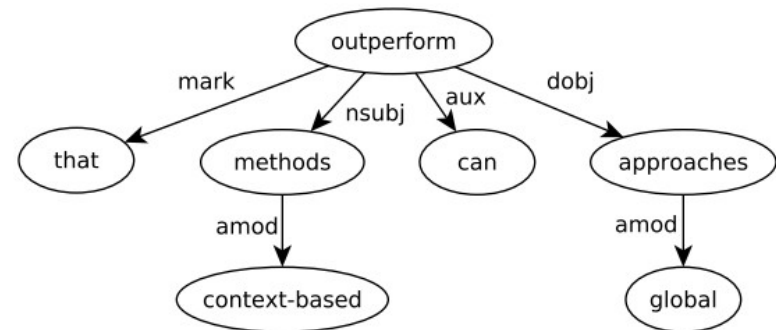 outperform
mark nsubj aux dobj
that methods can approaches
amod amod
context-based global